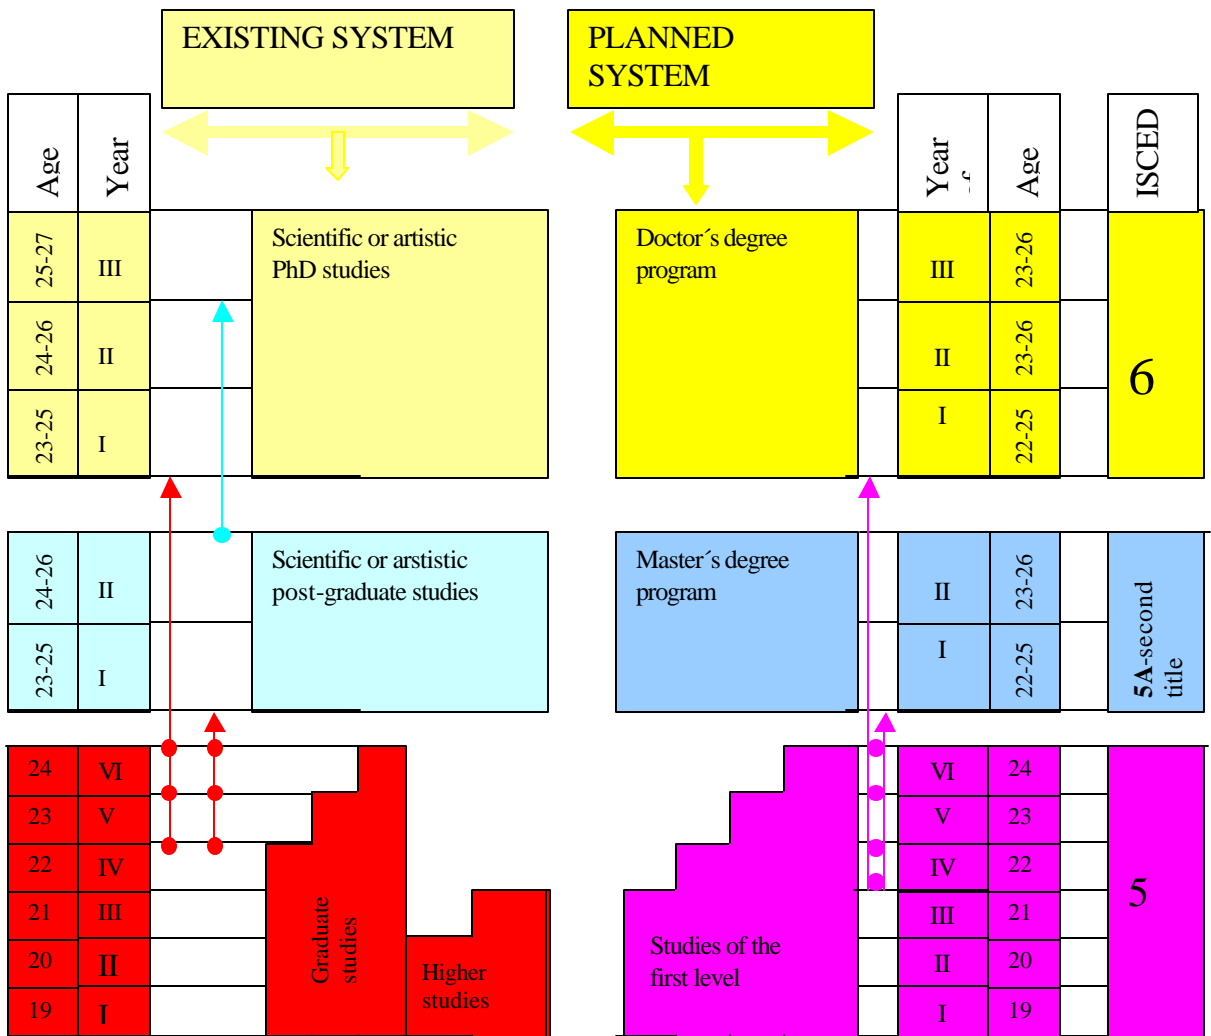 EXISTING SYSTEM
PLANNED
SYSTEM
Age
Year
Year
Age
ISCED
25-27
III
Scientific or artistic
PhD studies
Doctor´s degree
program
III
23-26
24-26
II
II
23-26
6
23-25
I
I
22-25
24-26
II
Scientific or arstistic
post-graduate studies
Master´s degree
program
II
23-26
5A-second
title
23-25
I
I
22-25
24
VI
VI
24
23
V
V
23
22
IV
IV
22
5
21
III
Graduate
studies
III
21
20
II
Higher
studies
Studies of the
first level
II
20
19
I
I
19